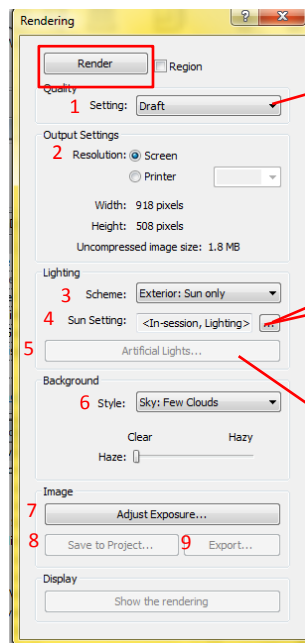 Rendering
? x
Render Region
Quality
1 Setting: Draft
Output Settings
2 Resolution: Screen
Printer
Width: 918 pixels
Height: 508 pixels
Uncompressed image size: 1.8 MB
Lighting
3 Scheme: Exterior: Sun only
4 Sun Setting: <In-session, Lighting> ...
5 Artificial Lights...
Background
6 Style: Sky: Few Clouds
Clear Hazy
Haze:
Image
7 Adjust Exposure...
8 Save to Project... 9 Export...
Display
Show the rendering